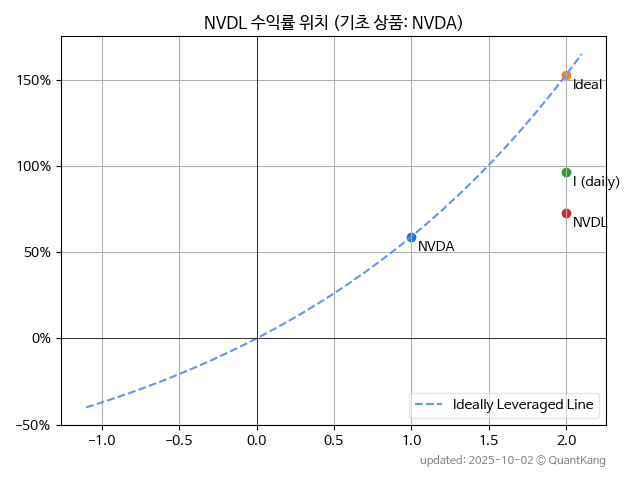 NVDL 수익률 위치 (기초 상품: NVDA)
150%
100%
50%
0%
−50%
−1.0 −0.5 0.0 0.5 1.0 1.5 2.0
Ideal
I (daily)
NVDL
NVDA
Ideally Leveraged Line
updated: 2025-10-02 © QuantKang